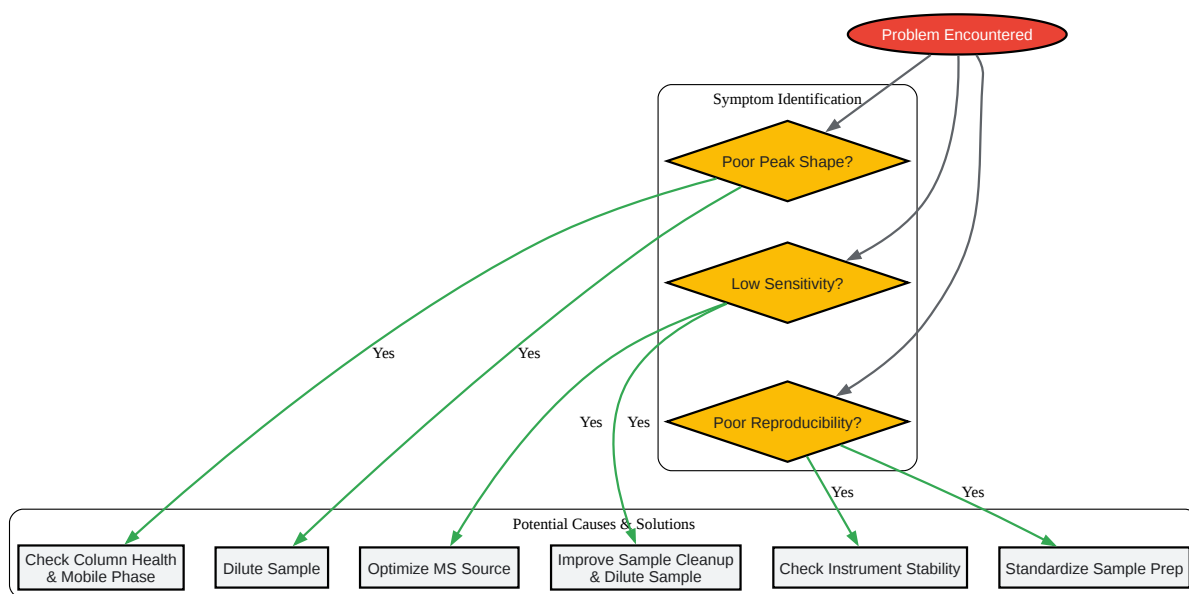 Problem Encountered
Symptom Identification
Poor Peak Shape?
Low Sensitivity?
Yes
Yes
Yes
Yes
Poor Reproducibility?
Yes
Yes
Potential Causes & Solutions
Check Column Health
& Mobile Phase
Dilute Sample
Optimize MS Source
Improve Sample Cleanup
& Dilute Sample
Check Instrument Stability
Standardize Sample Prep